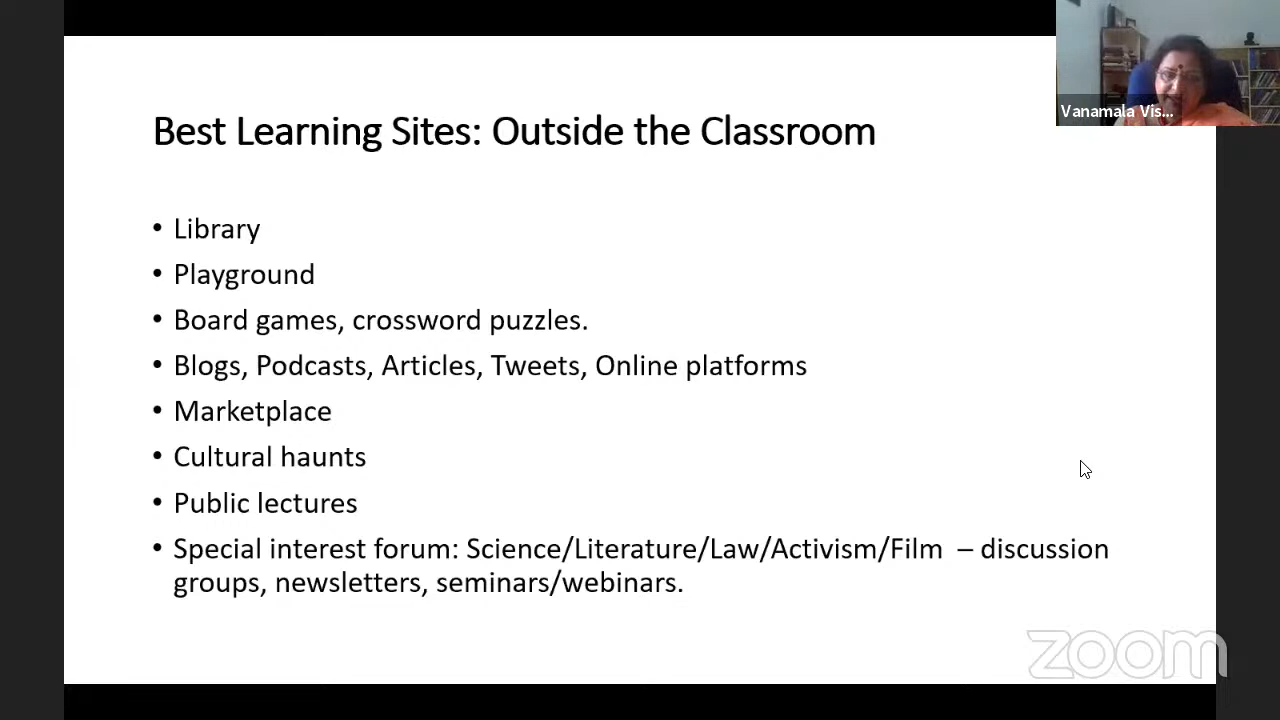 Vanamala Vis...
Best Learning Sites: Outside the Classroom
• Library
• Playground
• Board games, crossword puzzles.
• Blogs, Podcasts, Articles, Tweets, Online platforms
• Marketplace
• Cultural haunts
• Public lectures
• Special interest forum: Science/Literature/Law/Activism/Film – discussion
groups, newsletters, seminars/webinars.
zoom